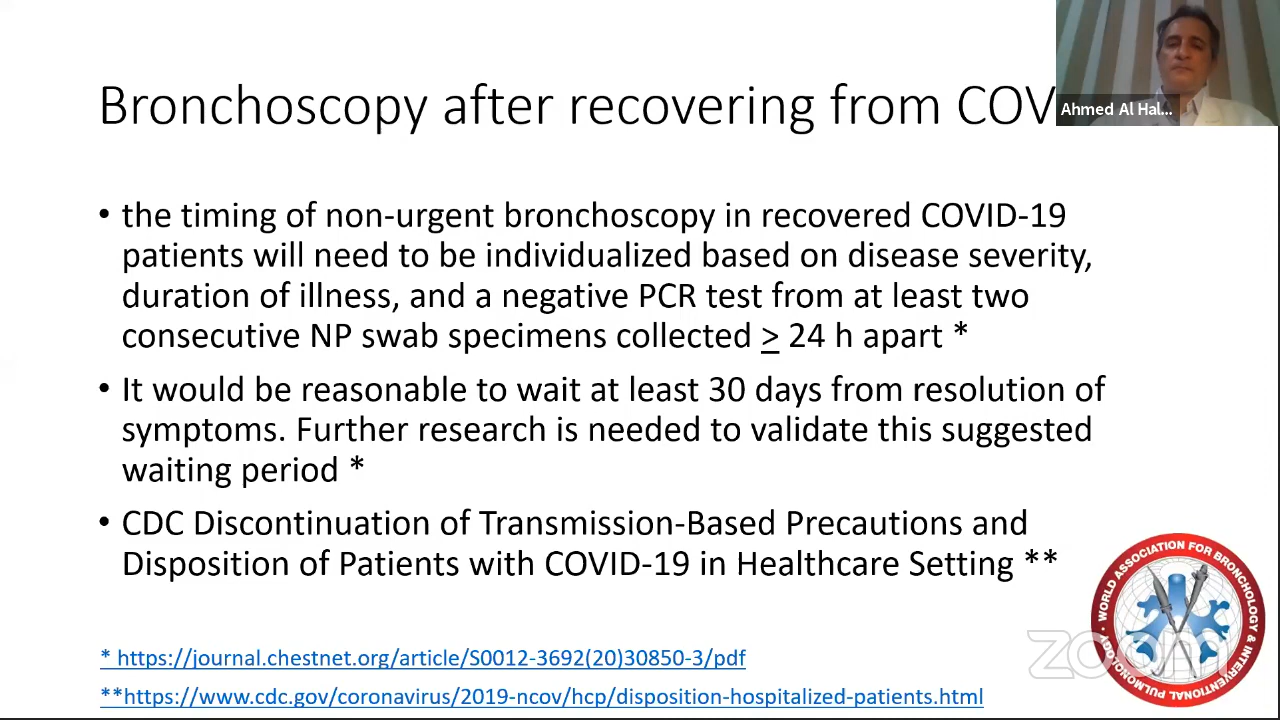 Bronchoscopy after recovering from COV
Ahmed Al Hal...
• the timing of non-urgent bronchoscopy in recovered COVID-19
patients will need to be individualized based on disease severity,
duration of illness, and a negative PCR test from at least two
consecutive NP swab specimens collected > 24 h apart *
• It would be reasonable to wait at least 30 days from resolution of
symptoms. Further research is needed to validate this suggested
waiting period *
• CDC Discontinuation of Transmission-Based Precautions and
Disposition of Patients with COVID-19 in Healthcare Setting **
* https://journal.chestnet.org/article/S0012-3692(20)30850-3/pdf
**https://www.cdc.gov/coronavirus/2019-ncov/hcp/disposition-hospitalized-patients.html
WORLD ASSOCIATION FOR BRONCHOLOGY & INTERVENTIONAL PULMONOLOGY
zoom